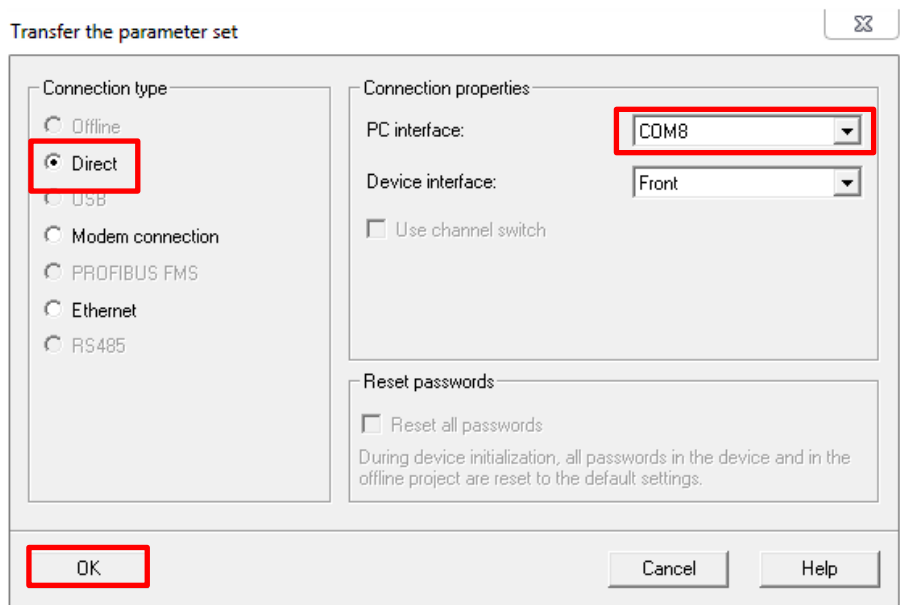 Transfer the parameter set
Connection type
Offline
Direct
USB
Modem connection
PROFIBUS FMS
Ethernet
RS485
Connection properties
PC interface:
COM8
Device interface:
Front
Use channel switch
Reset passwords
Reset all passwords
During device initialization, all passwords in the device and in the
offline project are reset to the default settings.
OK
Cancel
Help